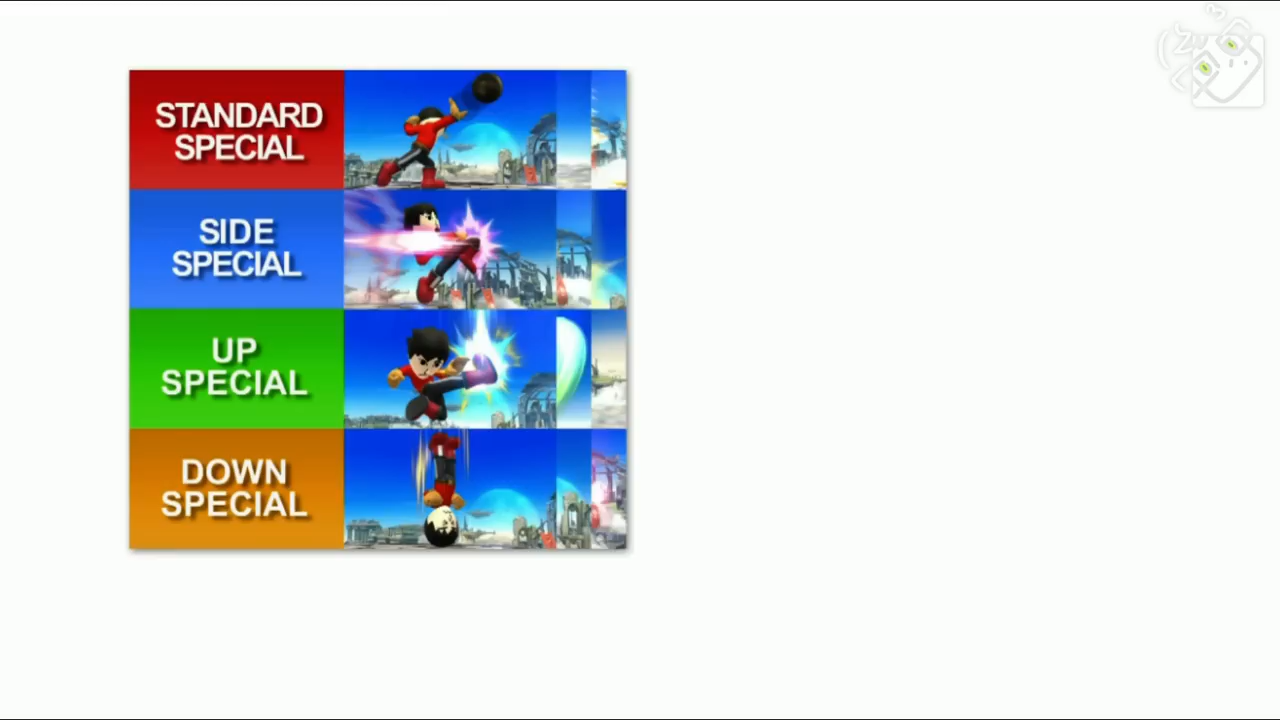 STANDARD
SPECIAL
SIDE
SPECIAL
UP
SPECIAL
DOWN
SPECIAL